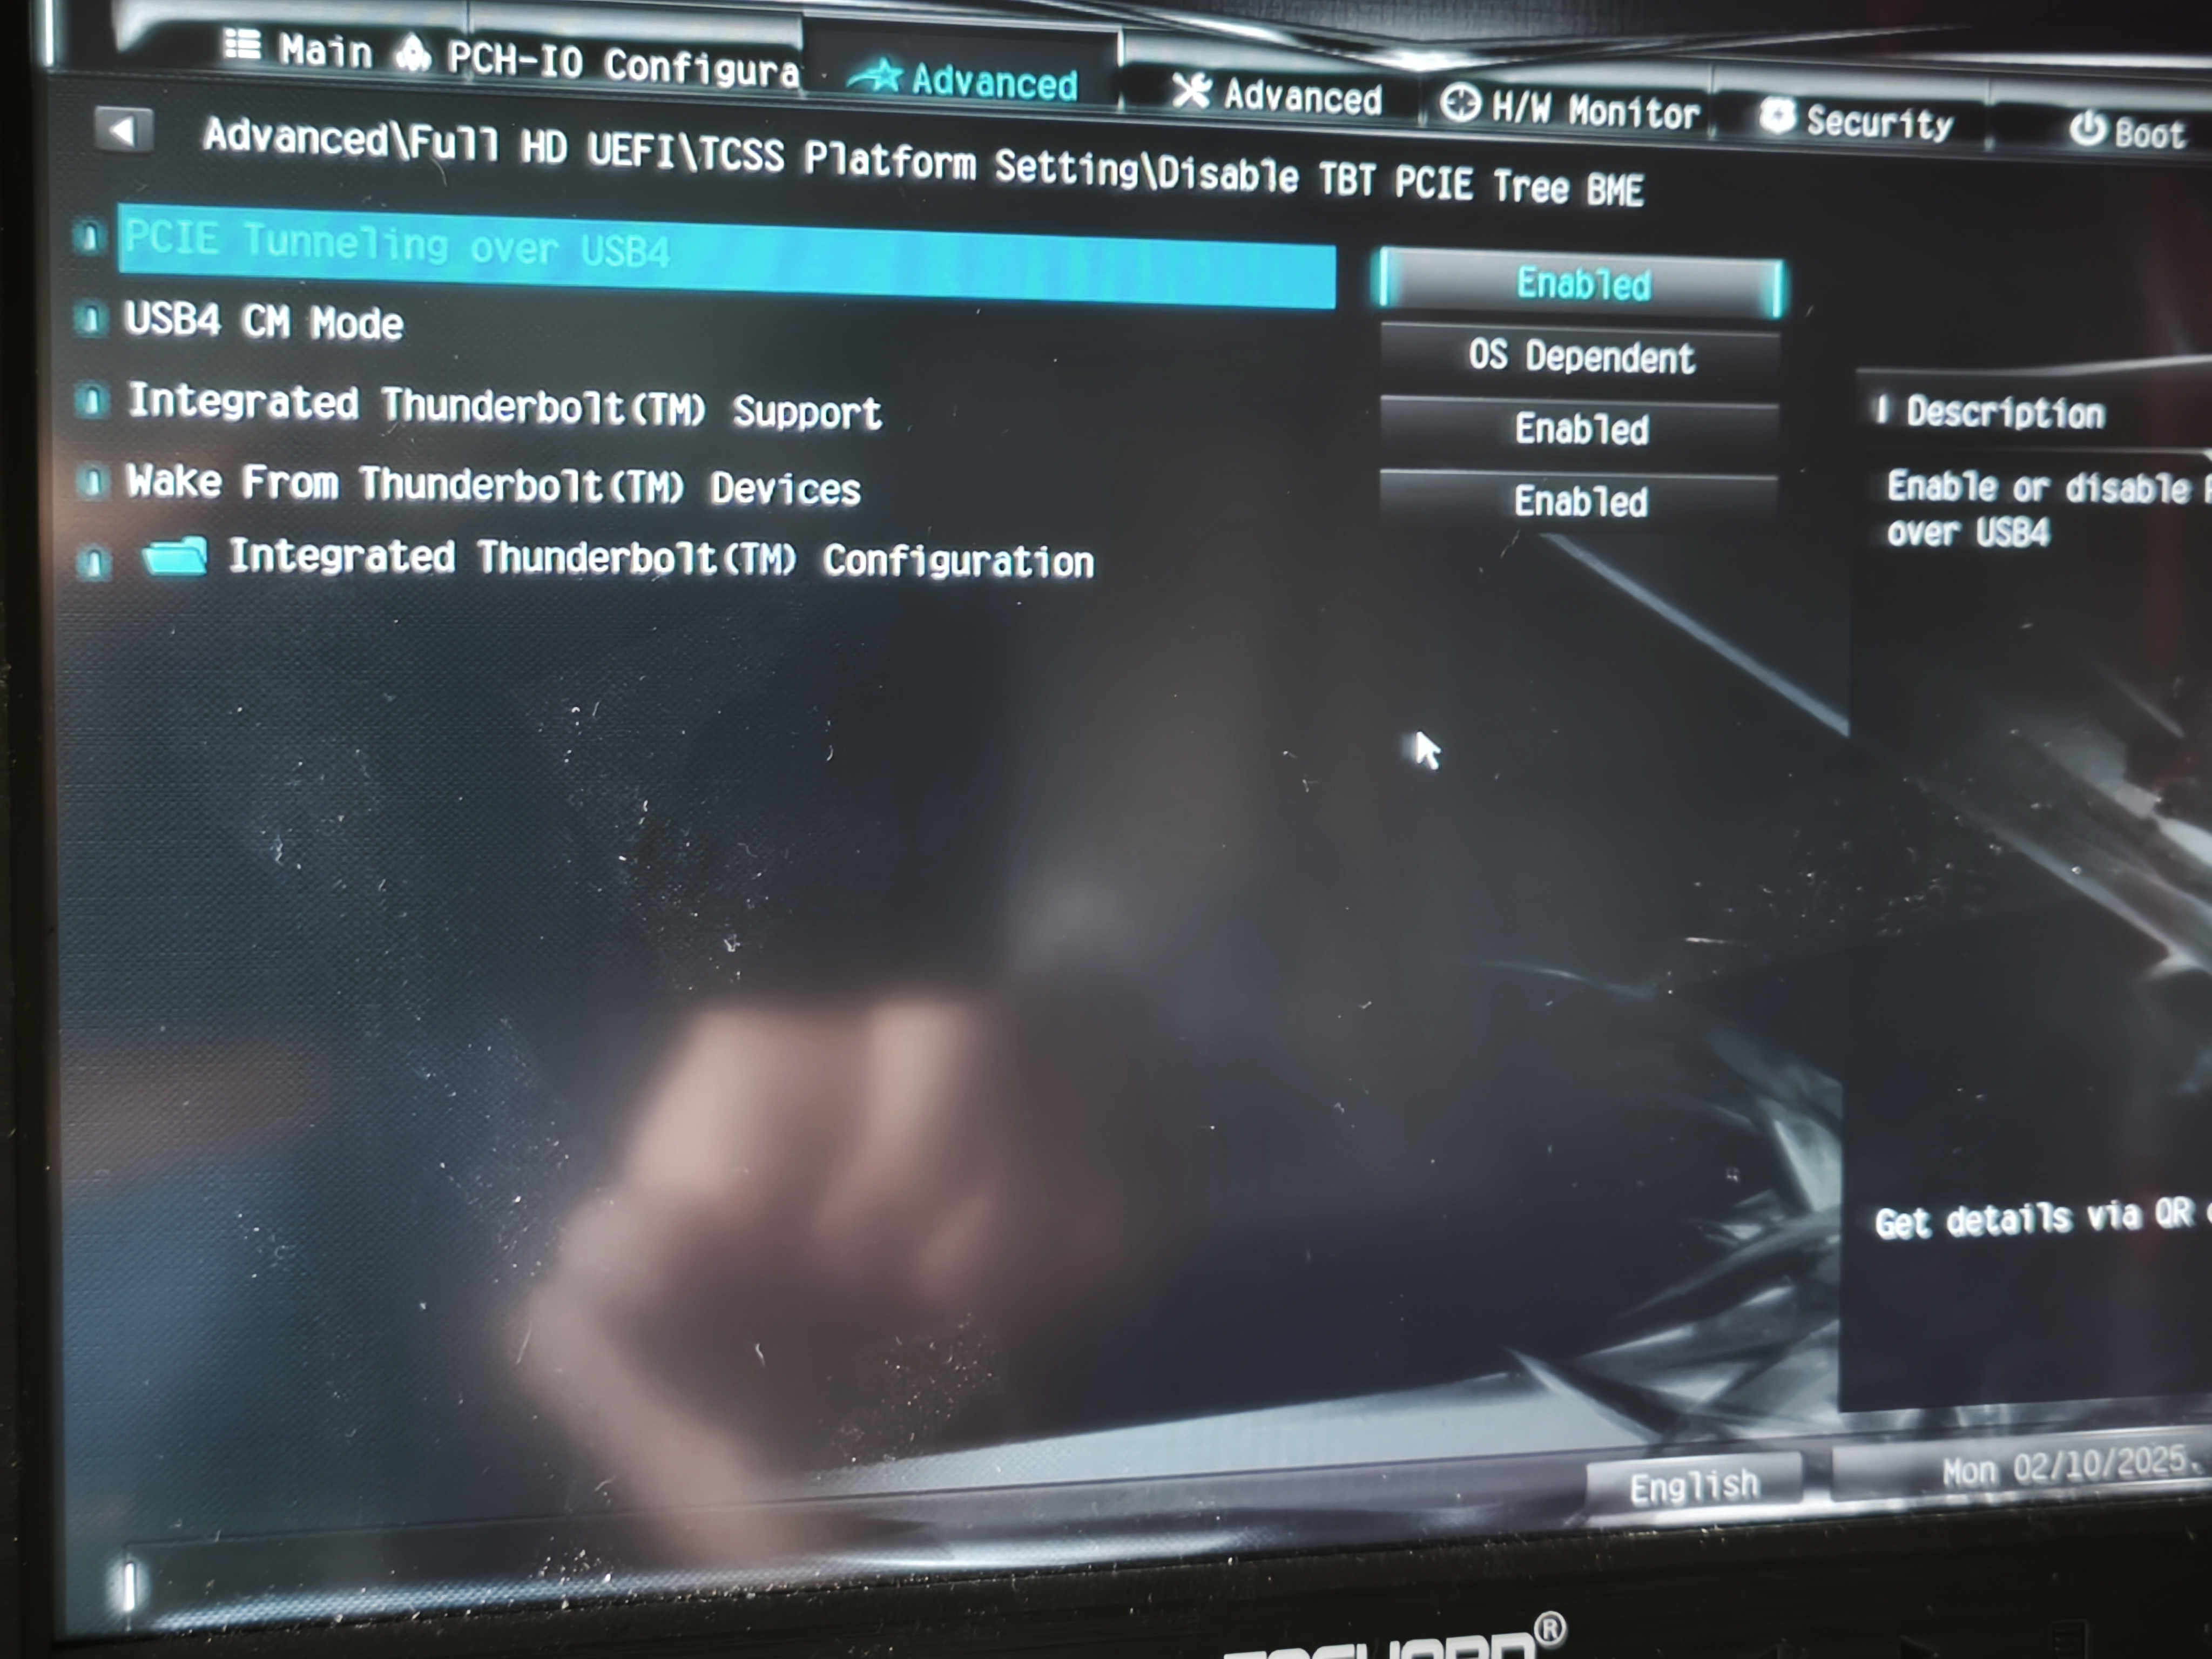 Main
PCH-IO Configura
Advanced
Advanced
H/W Monitor
Security
Boot
Advanced\Full HD UEFI\TCSS Platform Setting\Disable TBT PCIE Tree BME
PCIE Tunneling over USB4
Enabled
USB4 CM Mode
OS Dependent
Integrated Thunderbolt(TM) Support
Enabled
Wake From Thunderbolt(TM) Devices
Enabled
Integrated Thunderbolt(TM) Configuration
Description
Enable or disable
over USB4
Get details via QR
English
Mon 02/10/2025.